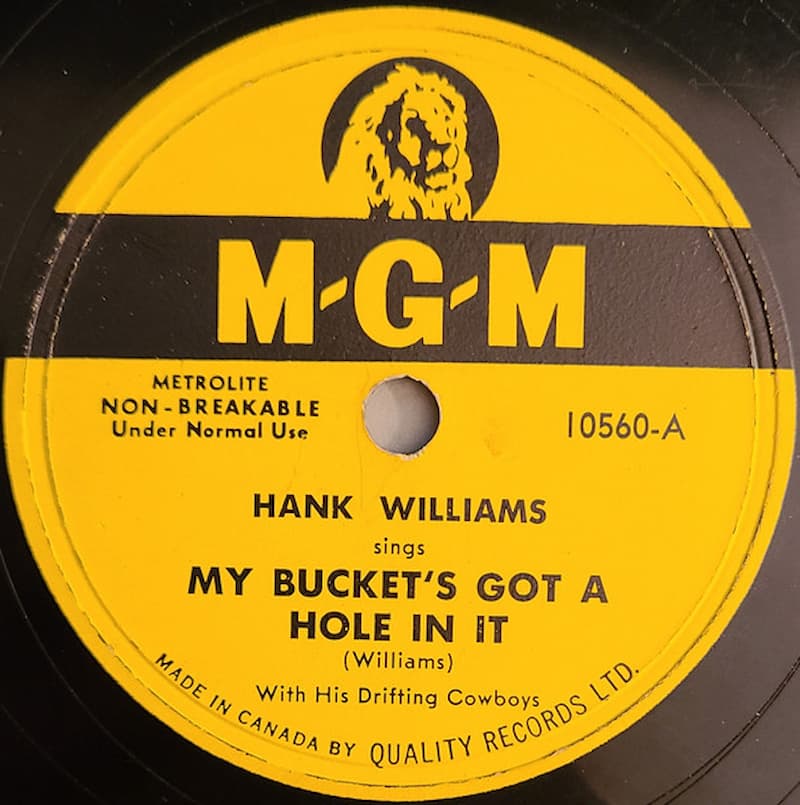 M-G-M
METROLITE
NON-BREAKABLE
Under Normal Use
10560-A
HANK WILLIAMS
sings
MY BUCKET'S GOT A
HOLE IN IT
(Williams)
With His Drifting Cowboys
MADE IN CANADA BY QUALITY RECORDS LTD.